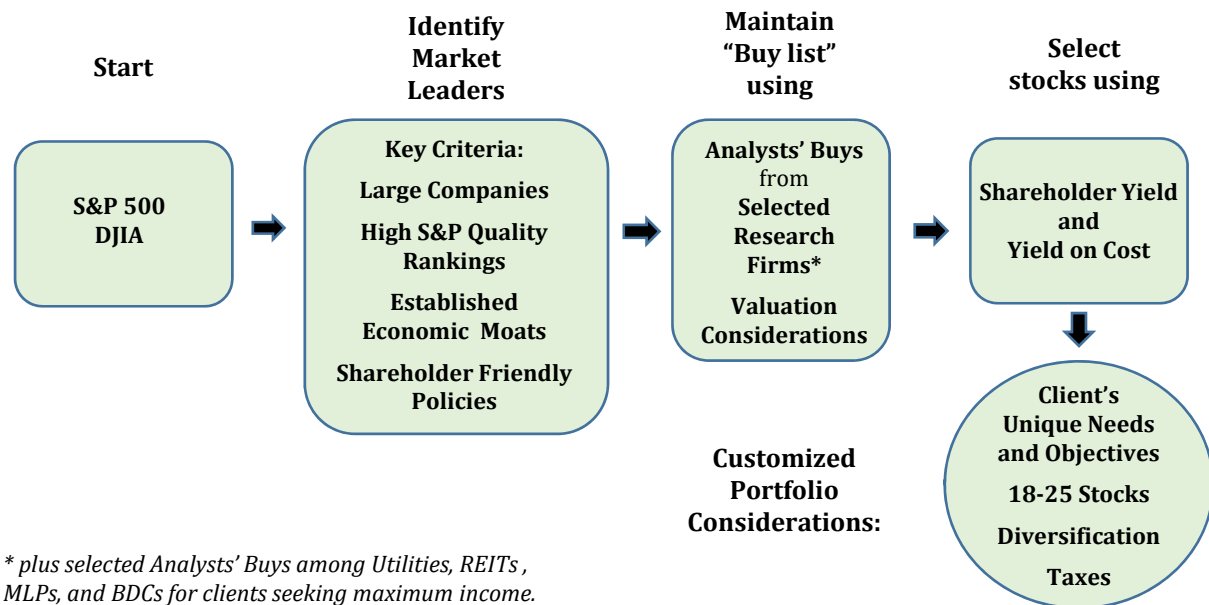 Start
S&P 500
DJIA
Identify
Market
Leaders
Key Criteria:
Large Companies
High S&P Quality
Rankings
Established
Economic Moats
Shareholder Friendly
Policies
Maintain
“Buy list”
using
Analysts’ Buys
from
Selected
Research
Firms*
Valuation
Considerations
Select
stocks using
Shareholder Yield
and
Yield on Cost
Customized
Portfolio
Considerations:
Client’s
Unique Needs
and Objectives
18-25 Stocks
Diversification
Taxes
* plus selected Analysts’ Buys among Utilities, REITs ,
MLPs, and BDCs for clients seeking maximum income.